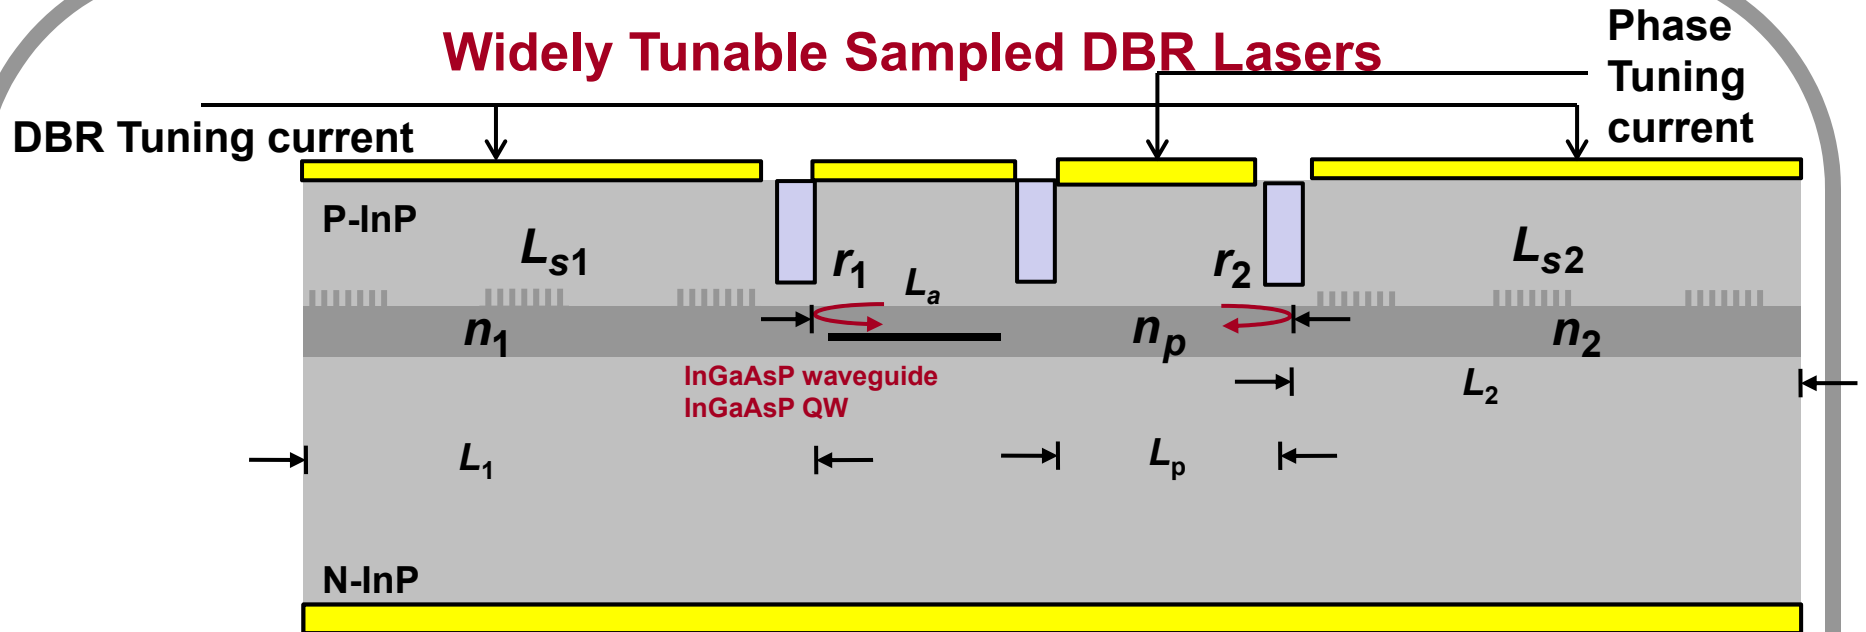 Widely Tunable Sampled DBR Lasers
Phase
Tuning
current
DBR Tuning current
P-InP
Ls1
r1
La
r2
Ls2
n1
np
n2
InGaAsP waveguide
InGaAsP QW
L2
L1
Lp
N-InP